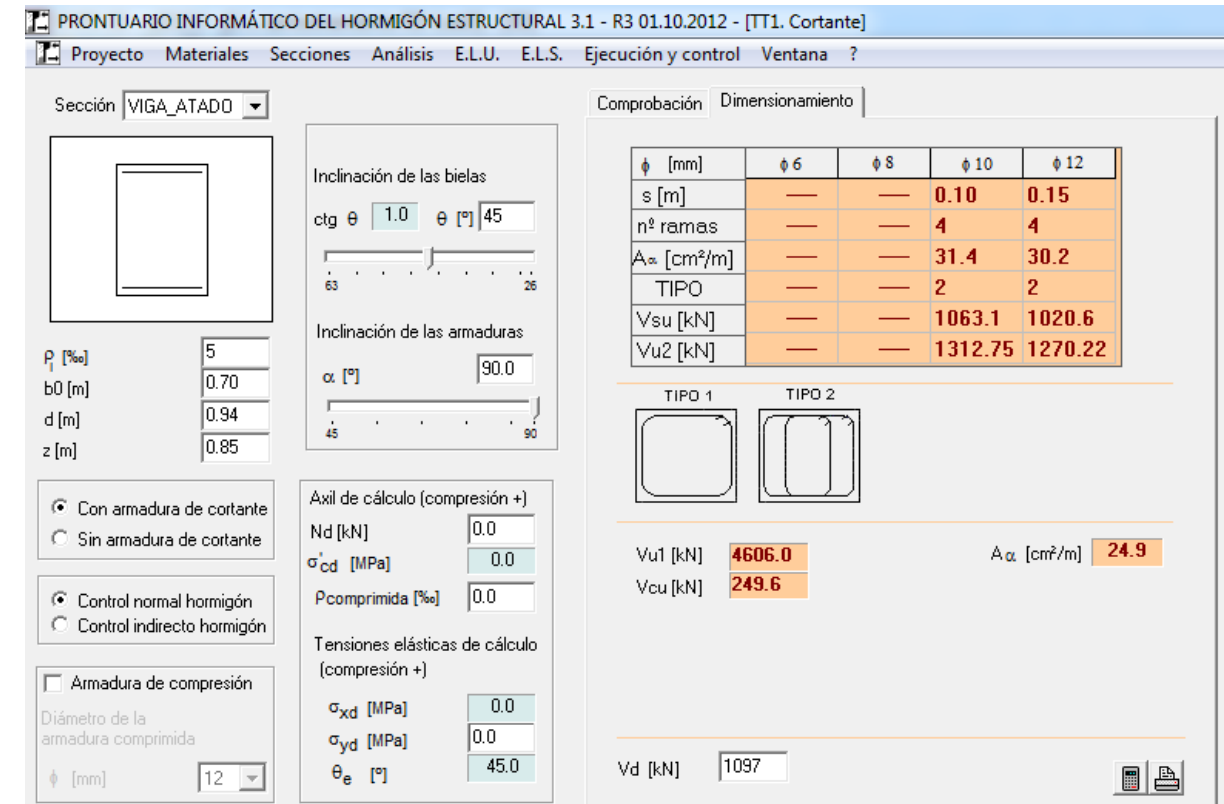 PRONTUARIO INFORMÁTICO DEL HORMIGÓN ESTRUCTURAL 3.1 - R3 01.10.2012 - [TT1. Cortante]
Proyecto Materiales Secciones Análisis E.L.U. E.L.S. Ejecución y control Ventana ?
Sección VIGA_ATADO
ρl [‰] 5
b0 [m] 0.70
d [m] 0.94
z [m] 0.85
Con armadura de cortante
Sin armadura de cortante
Control normal hormigón
Control indirecto hormigón
Armadura de compresión
Diámetro de la
armadura comprimida
ϕ [mm] 12
Inclinación de las bielas
ctg θ 1.0 θ [º] 45
63 26
Inclinación de las armaduras
α [º] 90.0
45 90
Axil de cálculo (compresión +)
Nd [kN] 0.0
σ'cd [MPa] 0.0
ρcomprimida [‰] 0.0
Tensiones elásticas de cálculo
(compresión +)
σxd [MPa] 0.0
σyd [MPa] 0.0
θe [º] 45.0
Comprobación Dimensionamiento
ϕ [mm] ϕ 6 ϕ 8 ϕ 10 ϕ 12
s [m] — — 0.10 0.15
nº ramas — — 4 4
Aα [cm²/m] — — 31.4 30.2
TIPO — — 2 2
Vsu [kN] — — 1063.1 1020.6
Vu2 [kN] — — 1312.75 1270.22
TIPO 1 TIPO 2
Vu1 [kN] 4606.0 Aα [cm²/m] 24.9
Vcu [kN] 249.6
Vd [kN] 1097